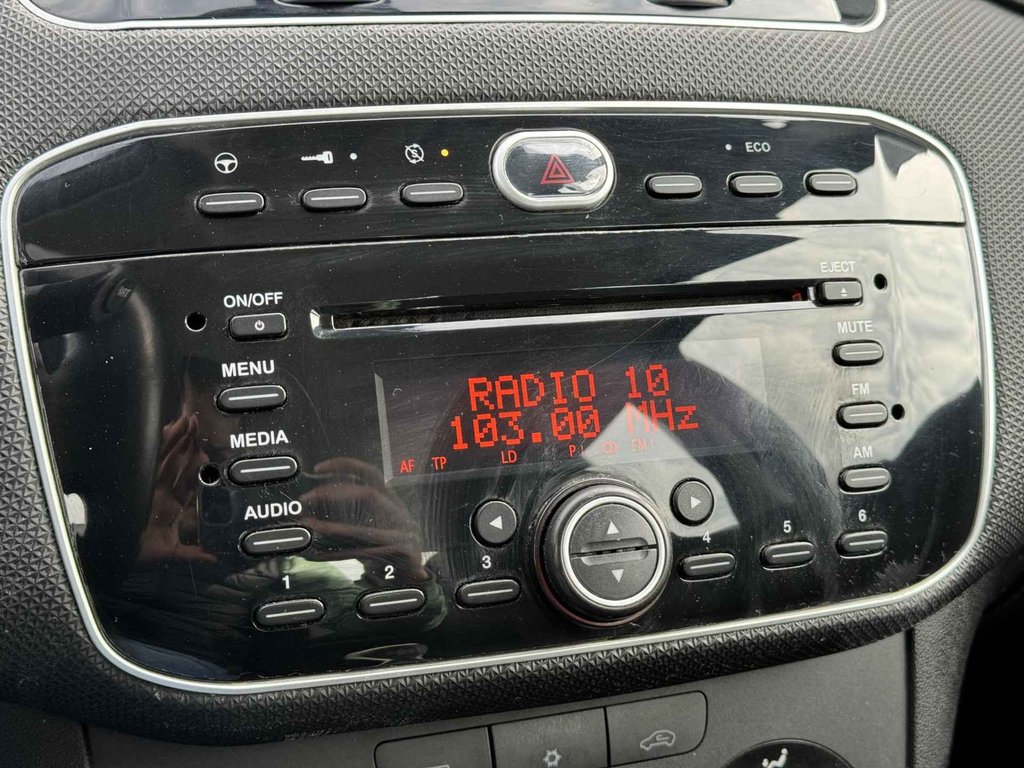 ECO
EJECT
ON/OFF
MUTE
MENU
RADIO 10
FM
103.00 MHz
MEDIA
AF TP LD P FM I
AM
AUDIO
1 2 3 4 5 6